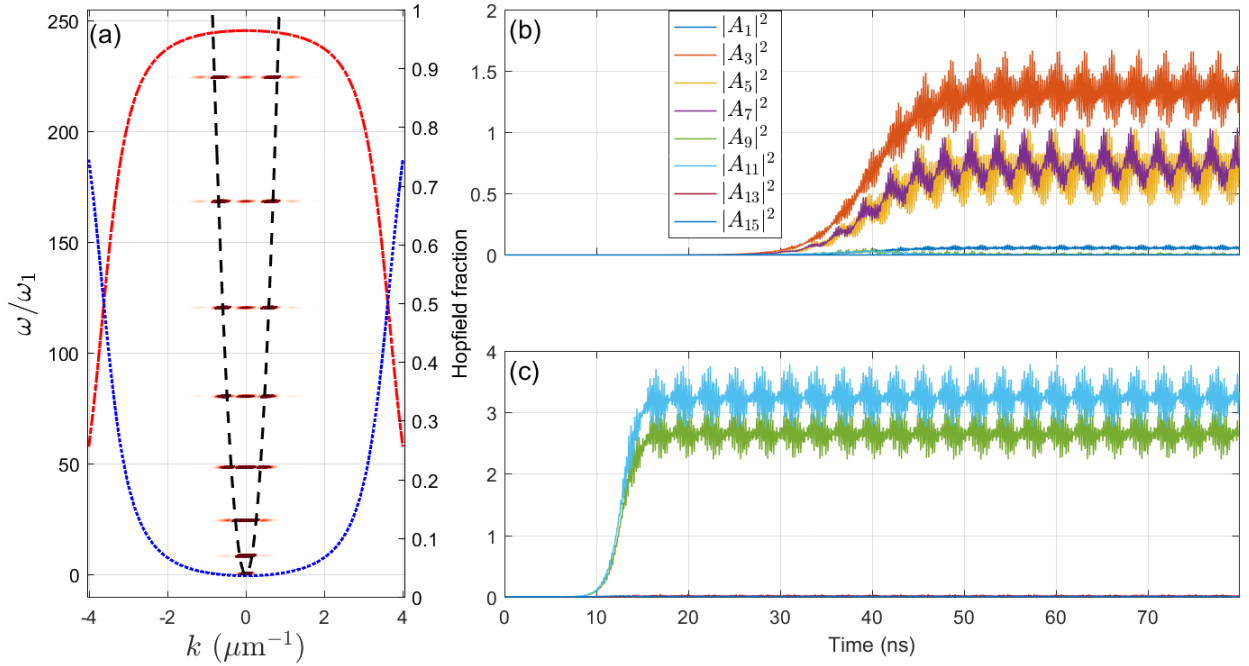 (a)
ω/ω₁
250
200
150
100
50
0
-4 -2 0 2 4
k (μm⁻¹)
1
0.9
0.8
0.7
0.6
0.5
0.4
0.3
0.2
0.1
0
Hopfield fraction
(b)
2
1.5
1
0.5
0
|A₁|²
|A₃|²
|A₅|²
|A₇|²
|A₉|²
|A₁₁|²
|A₁₃|²
|A₁₅|²
(c)
4
3
2
1
0
0 10 20 30 40 50 60 70
Time (ns)